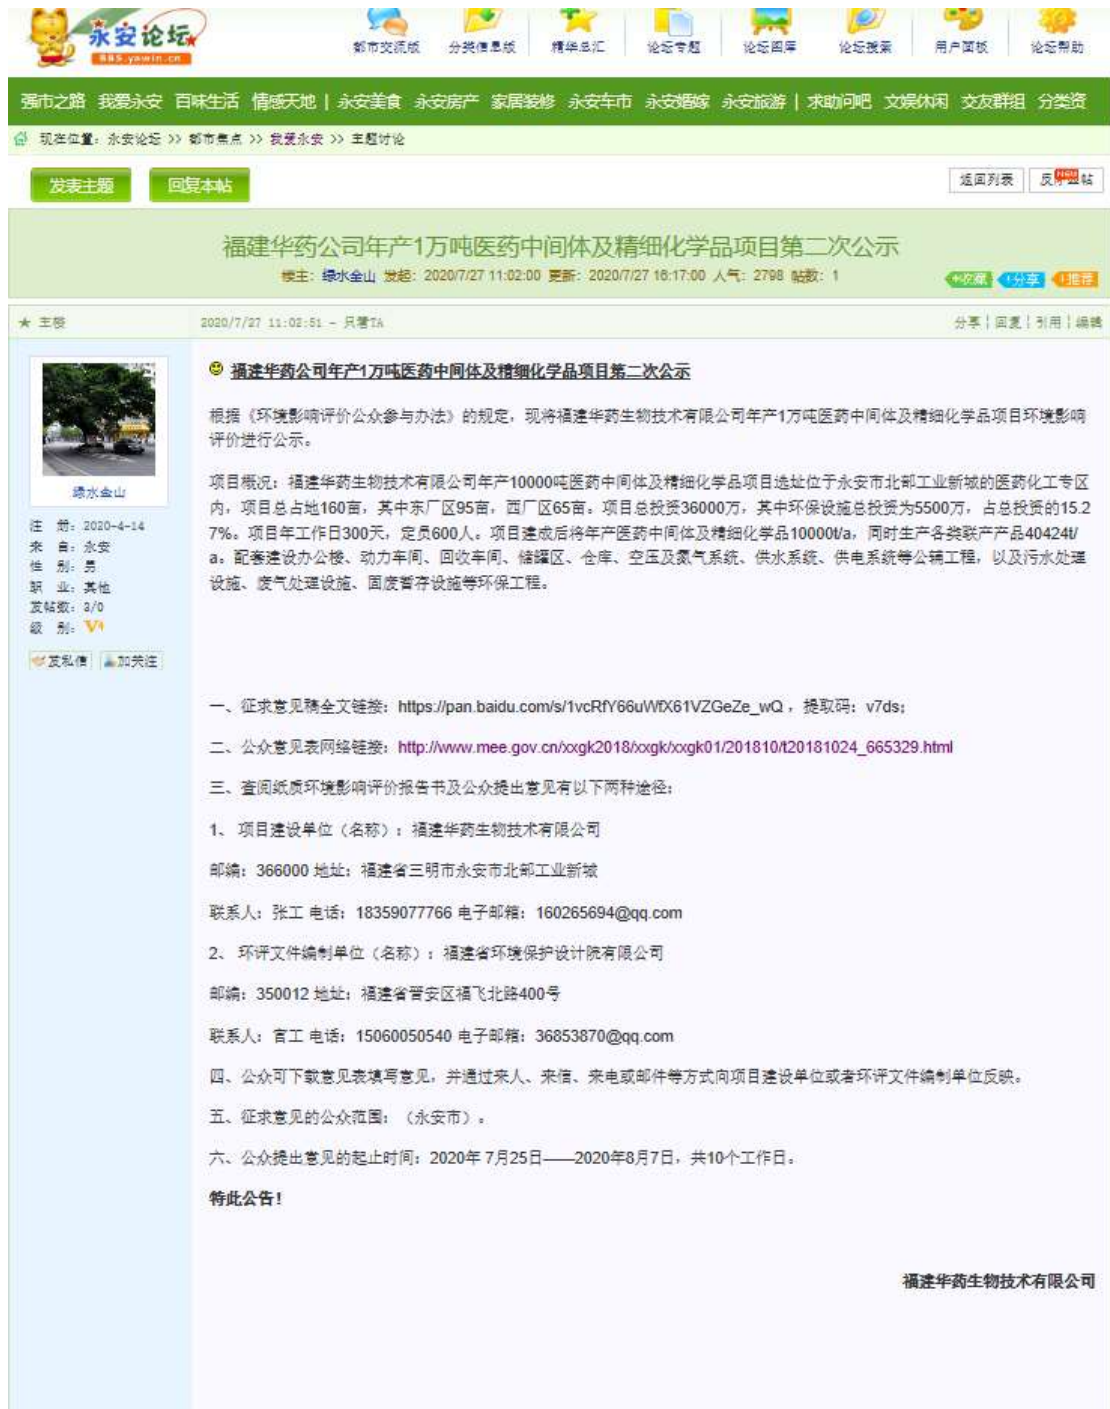 永安论坛
bbs.yawin.cn
都市交流版 分类信息版 精华总汇 论坛专题 论坛图库 论坛搜索 用户面板 论坛帮助
强市之路 我爱永安 百味生活 情感天地 | 永安美食 永安房产 家居装修 永安车市 永安婚嫁 永安旅游 | 求助问吧 文娱休闲 交友群组 分类资
现在位置：永安论坛 >> 都市焦点 >> 我爱永安 >> 主题讨论
发表主题 回复本帖 返回列表
福建华药公司年产1万吨医药中间体及精细化学品项目第二次公示
楼主：绿水金山 发起：2020/7/27 11:02:00 更新：2020/7/27 16:17:00 人气：2798 帖数：1
+收藏 +分享 推荐
★ 主楼 2020/7/27 11:02:51 - 只看TA 分享 | 回复 | 引用 | 编辑
绿水金山
注 册：2020-4-14
来 自：永安
性 别：男
职 业：其他
发帖数：3/0
级 别：
发私信 加关注
福建华药公司年产1万吨医药中间体及精细化学品项目第二次公示
根据《环境影响评价公众参与办法》的规定，现将福建华药生物技术有限公司年产1万吨医药中间体及精细化学品项目环境影响
评价进行公示。
项目概况：福建华药生物技术有限公司年产10000吨医药中间体及精细化学品项目选址位于永安市北部工业新城的医药化工专区
内，项目总占地160亩，其中东厂区95亩，西厂区65亩。项目总投资36000万，其中环保设施总投资为5500万，占总投资的15.2
7%。项目年工作日300天，定员600人。项目建成后将年产医药中间体及精细化学品10000t/a，同时生产各类联产产品40424t/
a。配套建设办公楼、动力车间、回收车间、储罐区、仓库、空压及氮气系统、供水系统、供电系统等公辅工程，以及污水处理
设施、废气处理设施、固废暂存设施等环保工程。
一、征求意见稿全文链接：https://pan.baidu.com/s/1vcRfY66uWfX61VZGeZe_wQ ，提取码：v7ds；
二、公众意见表网络链接：http://www.mee.gov.cn/xxgk2018/xxgk/xxgk01/201810/t20181024_665329.html
三、查阅纸质环境影响评价报告书及公众提出意见有以下两种途径：
1、 项目建设单位（名称）：福建华药生物技术有限公司
邮编：366000 地址：福建省三明市永安市北部工业新城
联系人：张工 电话：18359077766 电子邮箱：160265694@qq.com
2、 环评文件编制单位（名称）：福建省环境保护设计院有限公司
邮编：350012 地址：福建省晋安区福飞北路400号
联系人：官工 电话：15060050540 电子邮箱：36853870@qq.com
四、公众可下载意见表填写意见，并通过来人、来信、来电或邮件等方式向项目建设单位或者环评文件编制单位反映。
五、征求意见的公众范围：（永安市）。
六、公众提出意见的起止时间：2020年 7月25日——2020年8月7日，共10个工作日。
特此公告！
福建华药生物技术有限公司